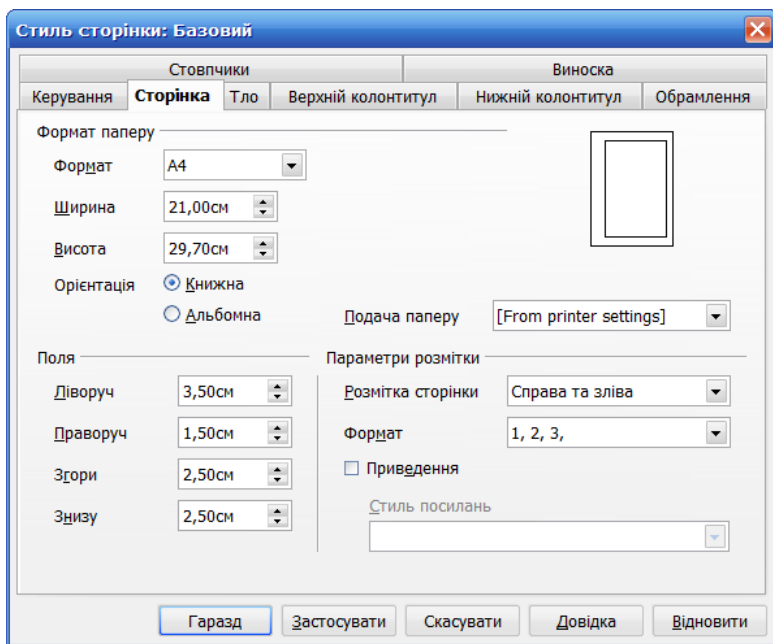 Стиль сторінки: Базовий
Стовпчики Виноска
Керування Сторінка Тло Верхній колонтитул Нижній колонтитул Обрамлення
Формат паперу
Формат A4
Ширина 21,00см
Висота 29,70см
Орієнтація Книжна
Альбомна Подача паперу [From printer settings]
Поля Параметри розмітки
Ліворуч 3,50см Розмітка сторінки Справа та зліва
Праворуч 1,50см Формат 1, 2, 3,
Згори 2,50см Приведення
Знизу 2,50см Стиль посилань
Гаразд Застосувати Скасувати Довідка Відновити